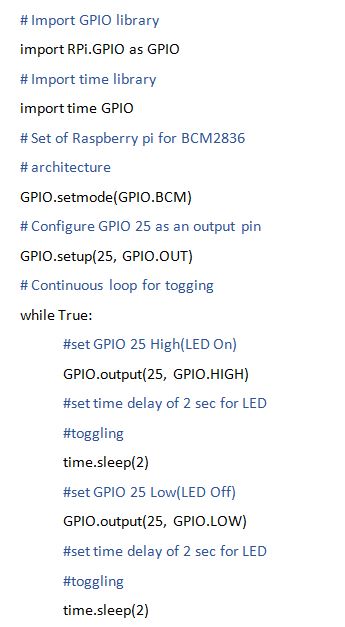 # Import GPIO library
import RPi.GPIO as GPIO
# Import time library
import time GPIO
# Set of Raspberry pi for BCM2836
# architecture
GPIO.setmode(GPIO.BCM)
# Configure GPIO 25 as an output pin
GPIO.setup(25, GPIO.OUT)
# Continuous loop for togging
while True:
#set GPIO 25 High(LED On)
GPIO.output(25, GPIO.HIGH)
#set time delay of 2 sec for LED
#toggling
time.sleep(2)
#set GPIO 25 Low(LED Off)
GPIO.output(25, GPIO.LOW)
#set time delay of 2 sec for LED
#toggling
time.sleep(2)